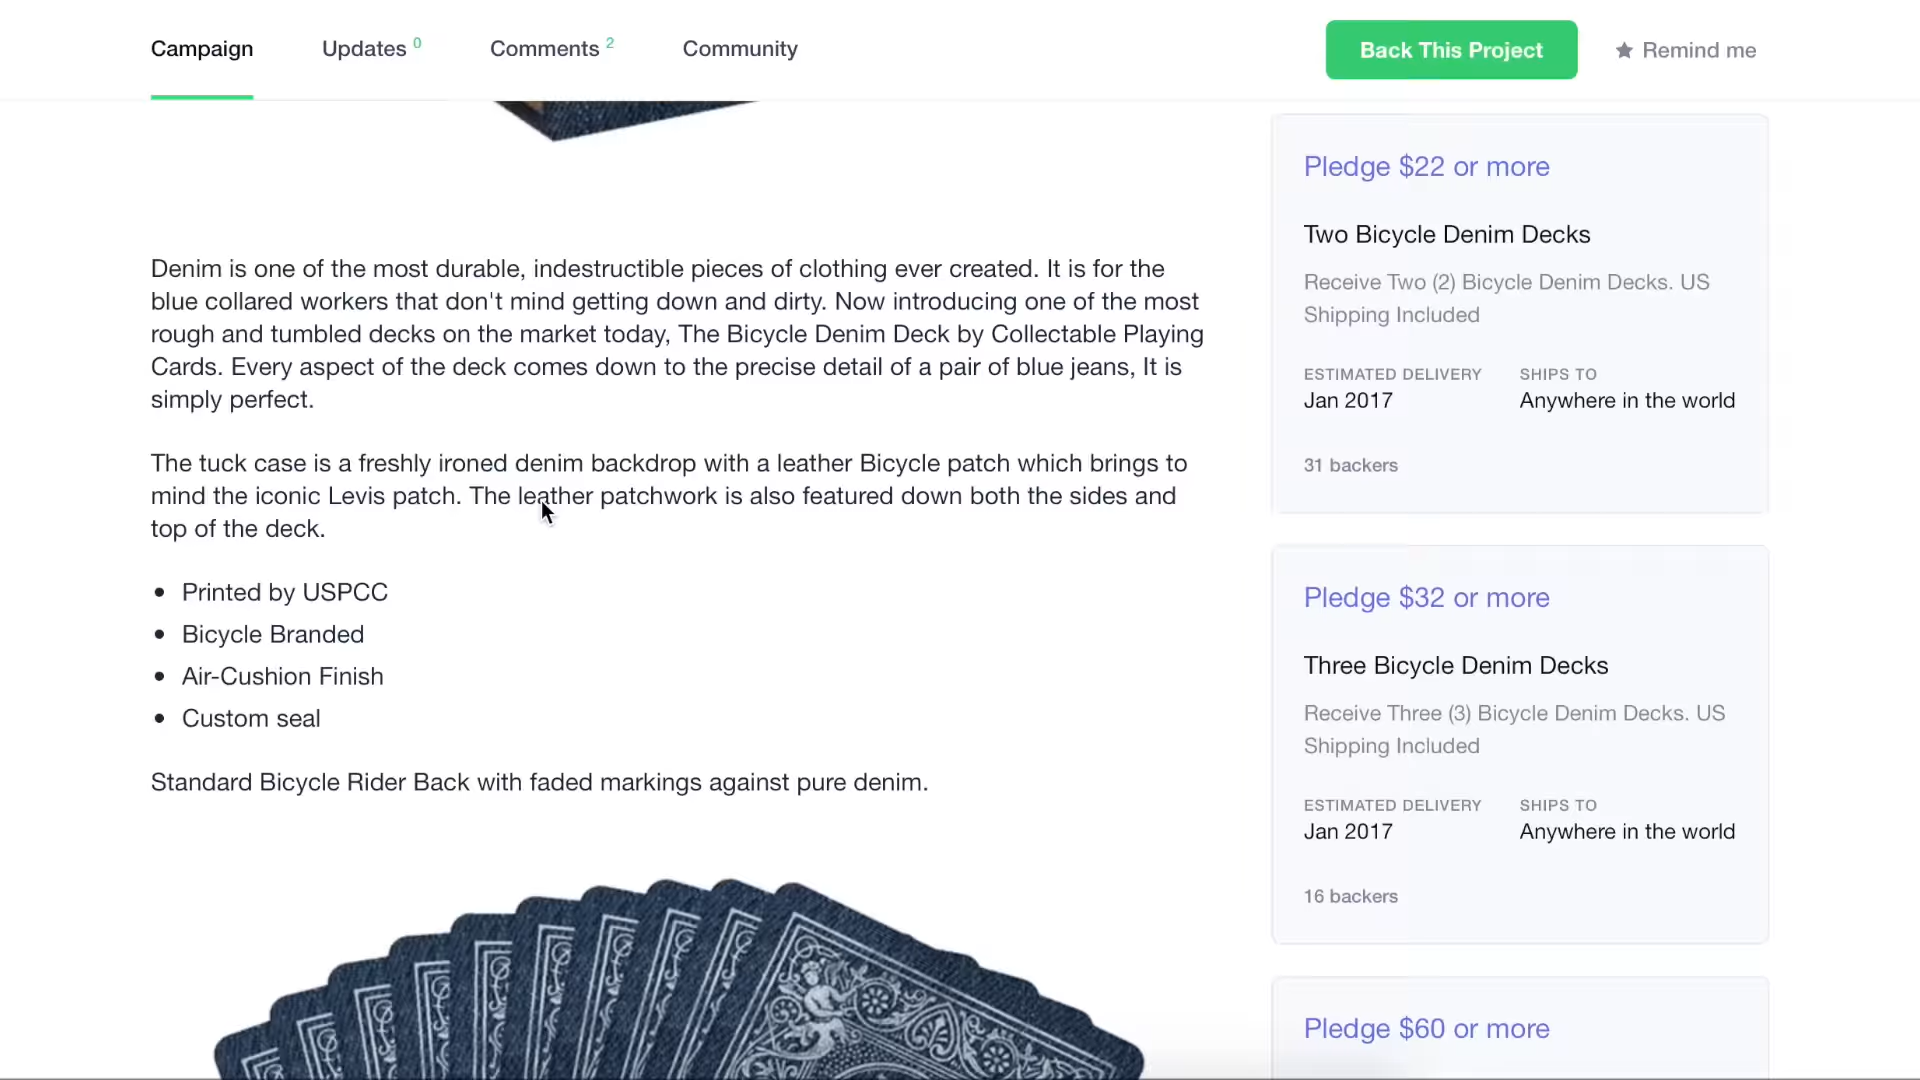 Campaign
Updates 0
Comments 2
Community
Back This Project
Remind me
Denim is one of the most durable, indestructible pieces of clothing ever created. It is for the
blue collared workers that don't mind getting down and dirty. Now introducing one of the most
rough and tumbled decks on the market today, The Bicycle Denim Deck by Collectable Playing
Cards. Every aspect of the deck comes down to the precise detail of a pair of blue jeans, It is
simply perfect.
The tuck case is a freshly ironed denim backdrop with a leather Bicycle patch which brings to
mind the iconic Levis patch. The leather patchwork is also featured down both the sides and
top of the deck.
Printed by USPCC
Bicycle Branded
Air-Cushion Finish
Custom seal
Standard Bicycle Rider Back with faded markings against pure denim.
Pledge $22 or more
Two Bicycle Denim Decks
Receive Two (2) Bicycle Denim Decks. US
Shipping Included
ESTIMATED DELIVERY
Jan 2017
SHIPS TO
Anywhere in the world
31 backers
Pledge $32 or more
Three Bicycle Denim Decks
Receive Three (3) Bicycle Denim Decks. US
Shipping Included
ESTIMATED DELIVERY
Jan 2017
SHIPS TO
Anywhere in the world
16 backers
Pledge $60 or more